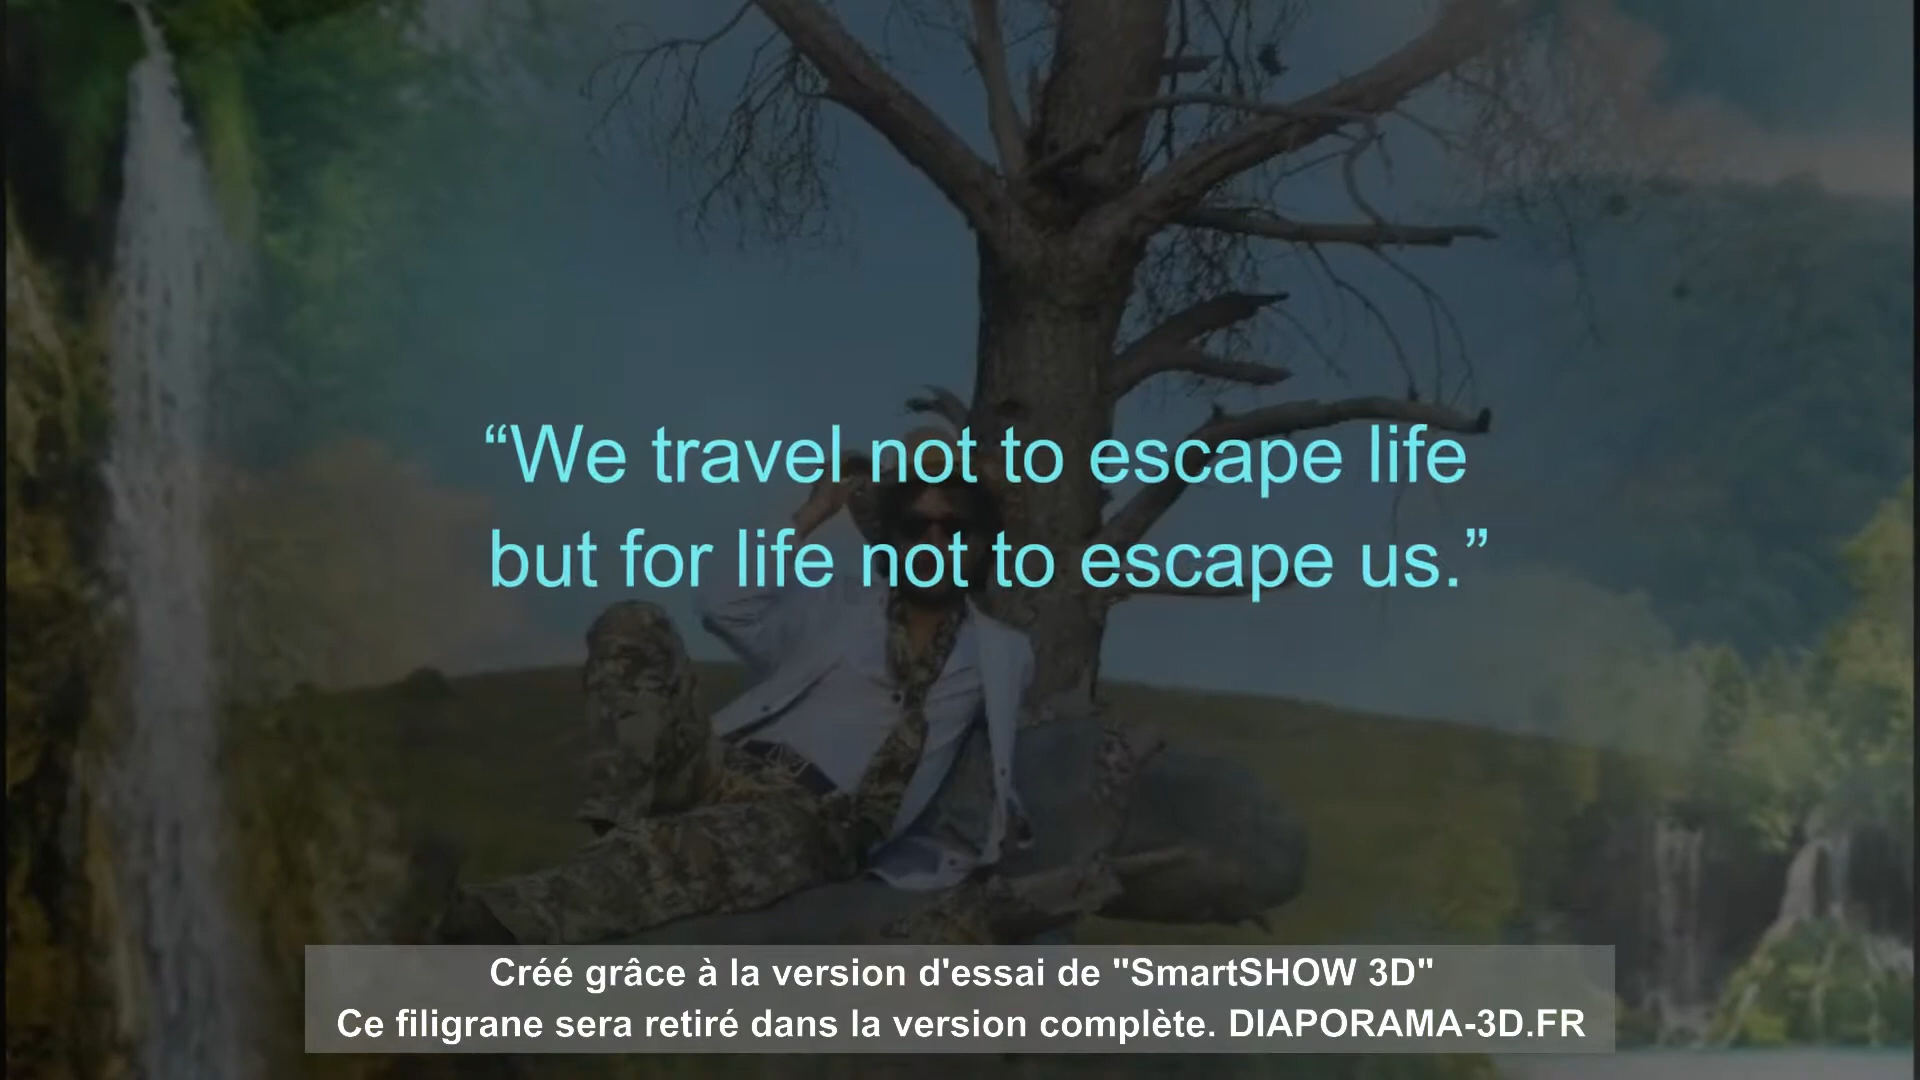 “We travel not to escape life
but for life not to escape us.”
Créé grâce à la version d'essai de "SmartSHOW 3D"
Ce filigrane sera retiré dans la version complète. DIAPORAMA-3D.FR